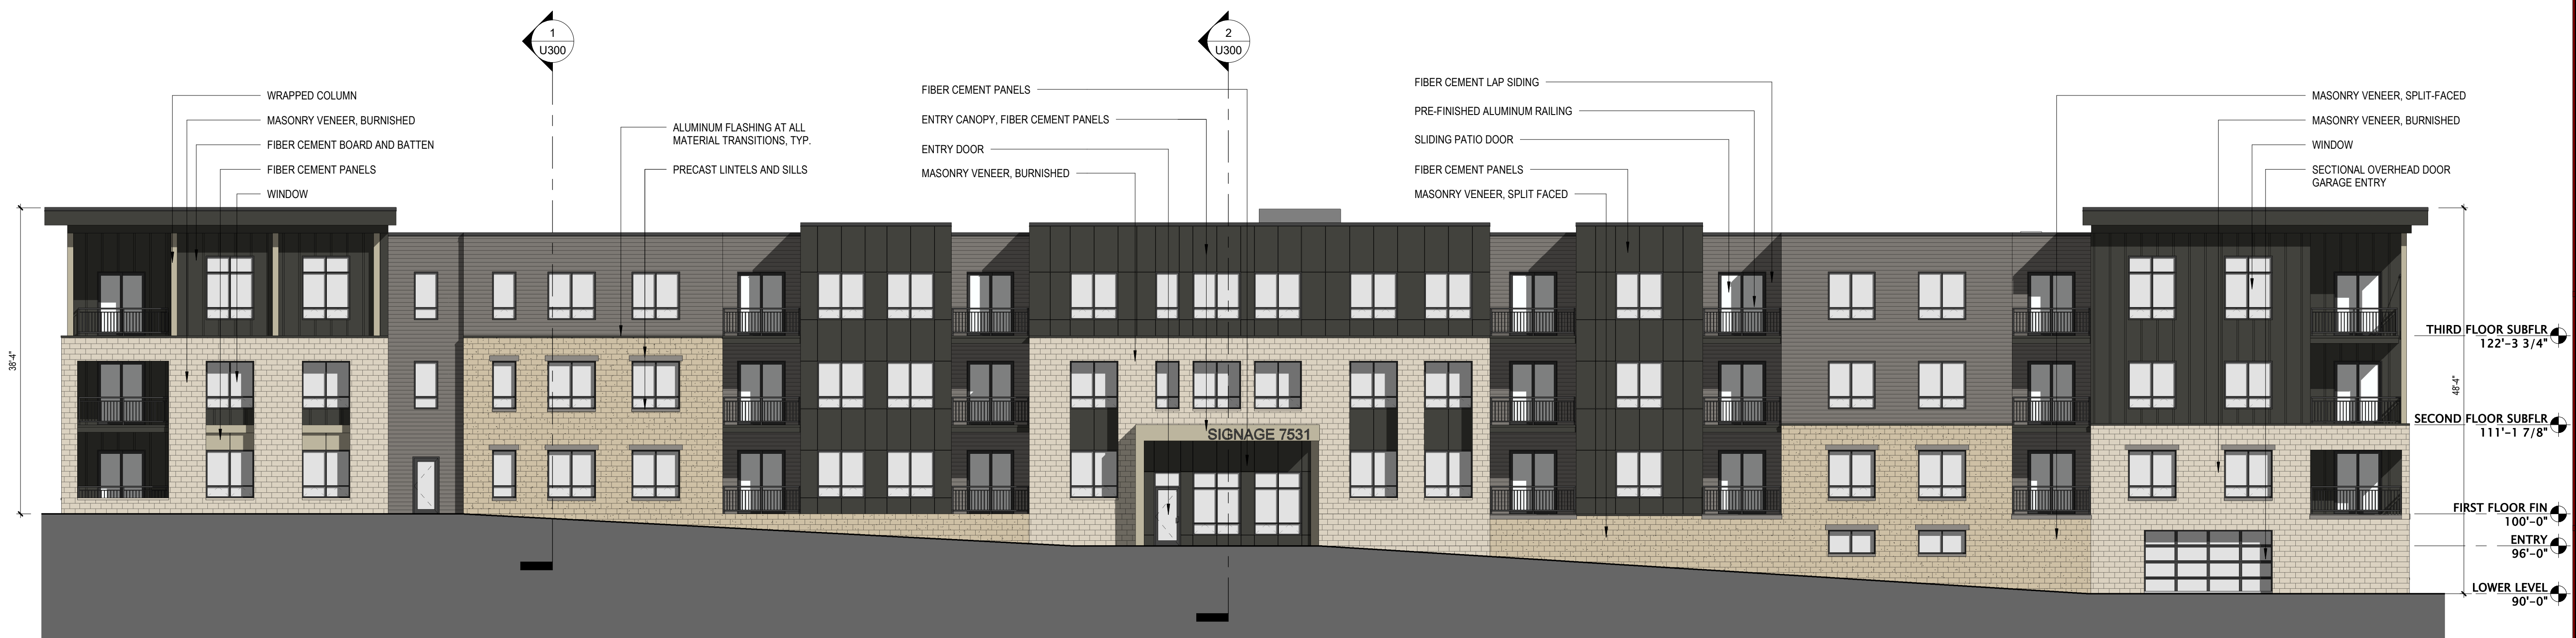 1
U300
2
U300
WRAPPED COLUMN
MASONRY VENEER, BURNISHED
FIBER CEMENT BOARD AND BATTEN
FIBER CEMENT PANELS
WINDOW
ALUMINUM FLASHING AT ALL
MATERIAL TRANSITIONS, TYP.
PRECAST LINTELS AND SILLS
FIBER CEMENT PANELS
ENTRY CANOPY, FIBER CEMENT PANELS
ENTRY DOOR
MASONRY VENEER, BURNISHED
FIBER CEMENT LAP SIDING
PRE-FINISHED ALUMINUM RAILING
SLIDING PATIO DOOR
FIBER CEMENT PANELS
MASONRY VENEER, SPLIT FACED
MASONRY VENEER, SPLIT-FACED
MASONRY VENEER, BURNISHED
WINDOW
SECTIONAL OVERHEAD DOOR
GARAGE ENTRY
38'-4"
48'-4"
SIGNAGE 7531
THIRD FLOOR SUBFLR
122'-3 3/4"
SECOND FLOOR SUBFLR
111'-1 7/8"
FIRST FLOOR FIN
100'-0"
ENTRY
96'-0"
LOWER LEVEL
90'-0"